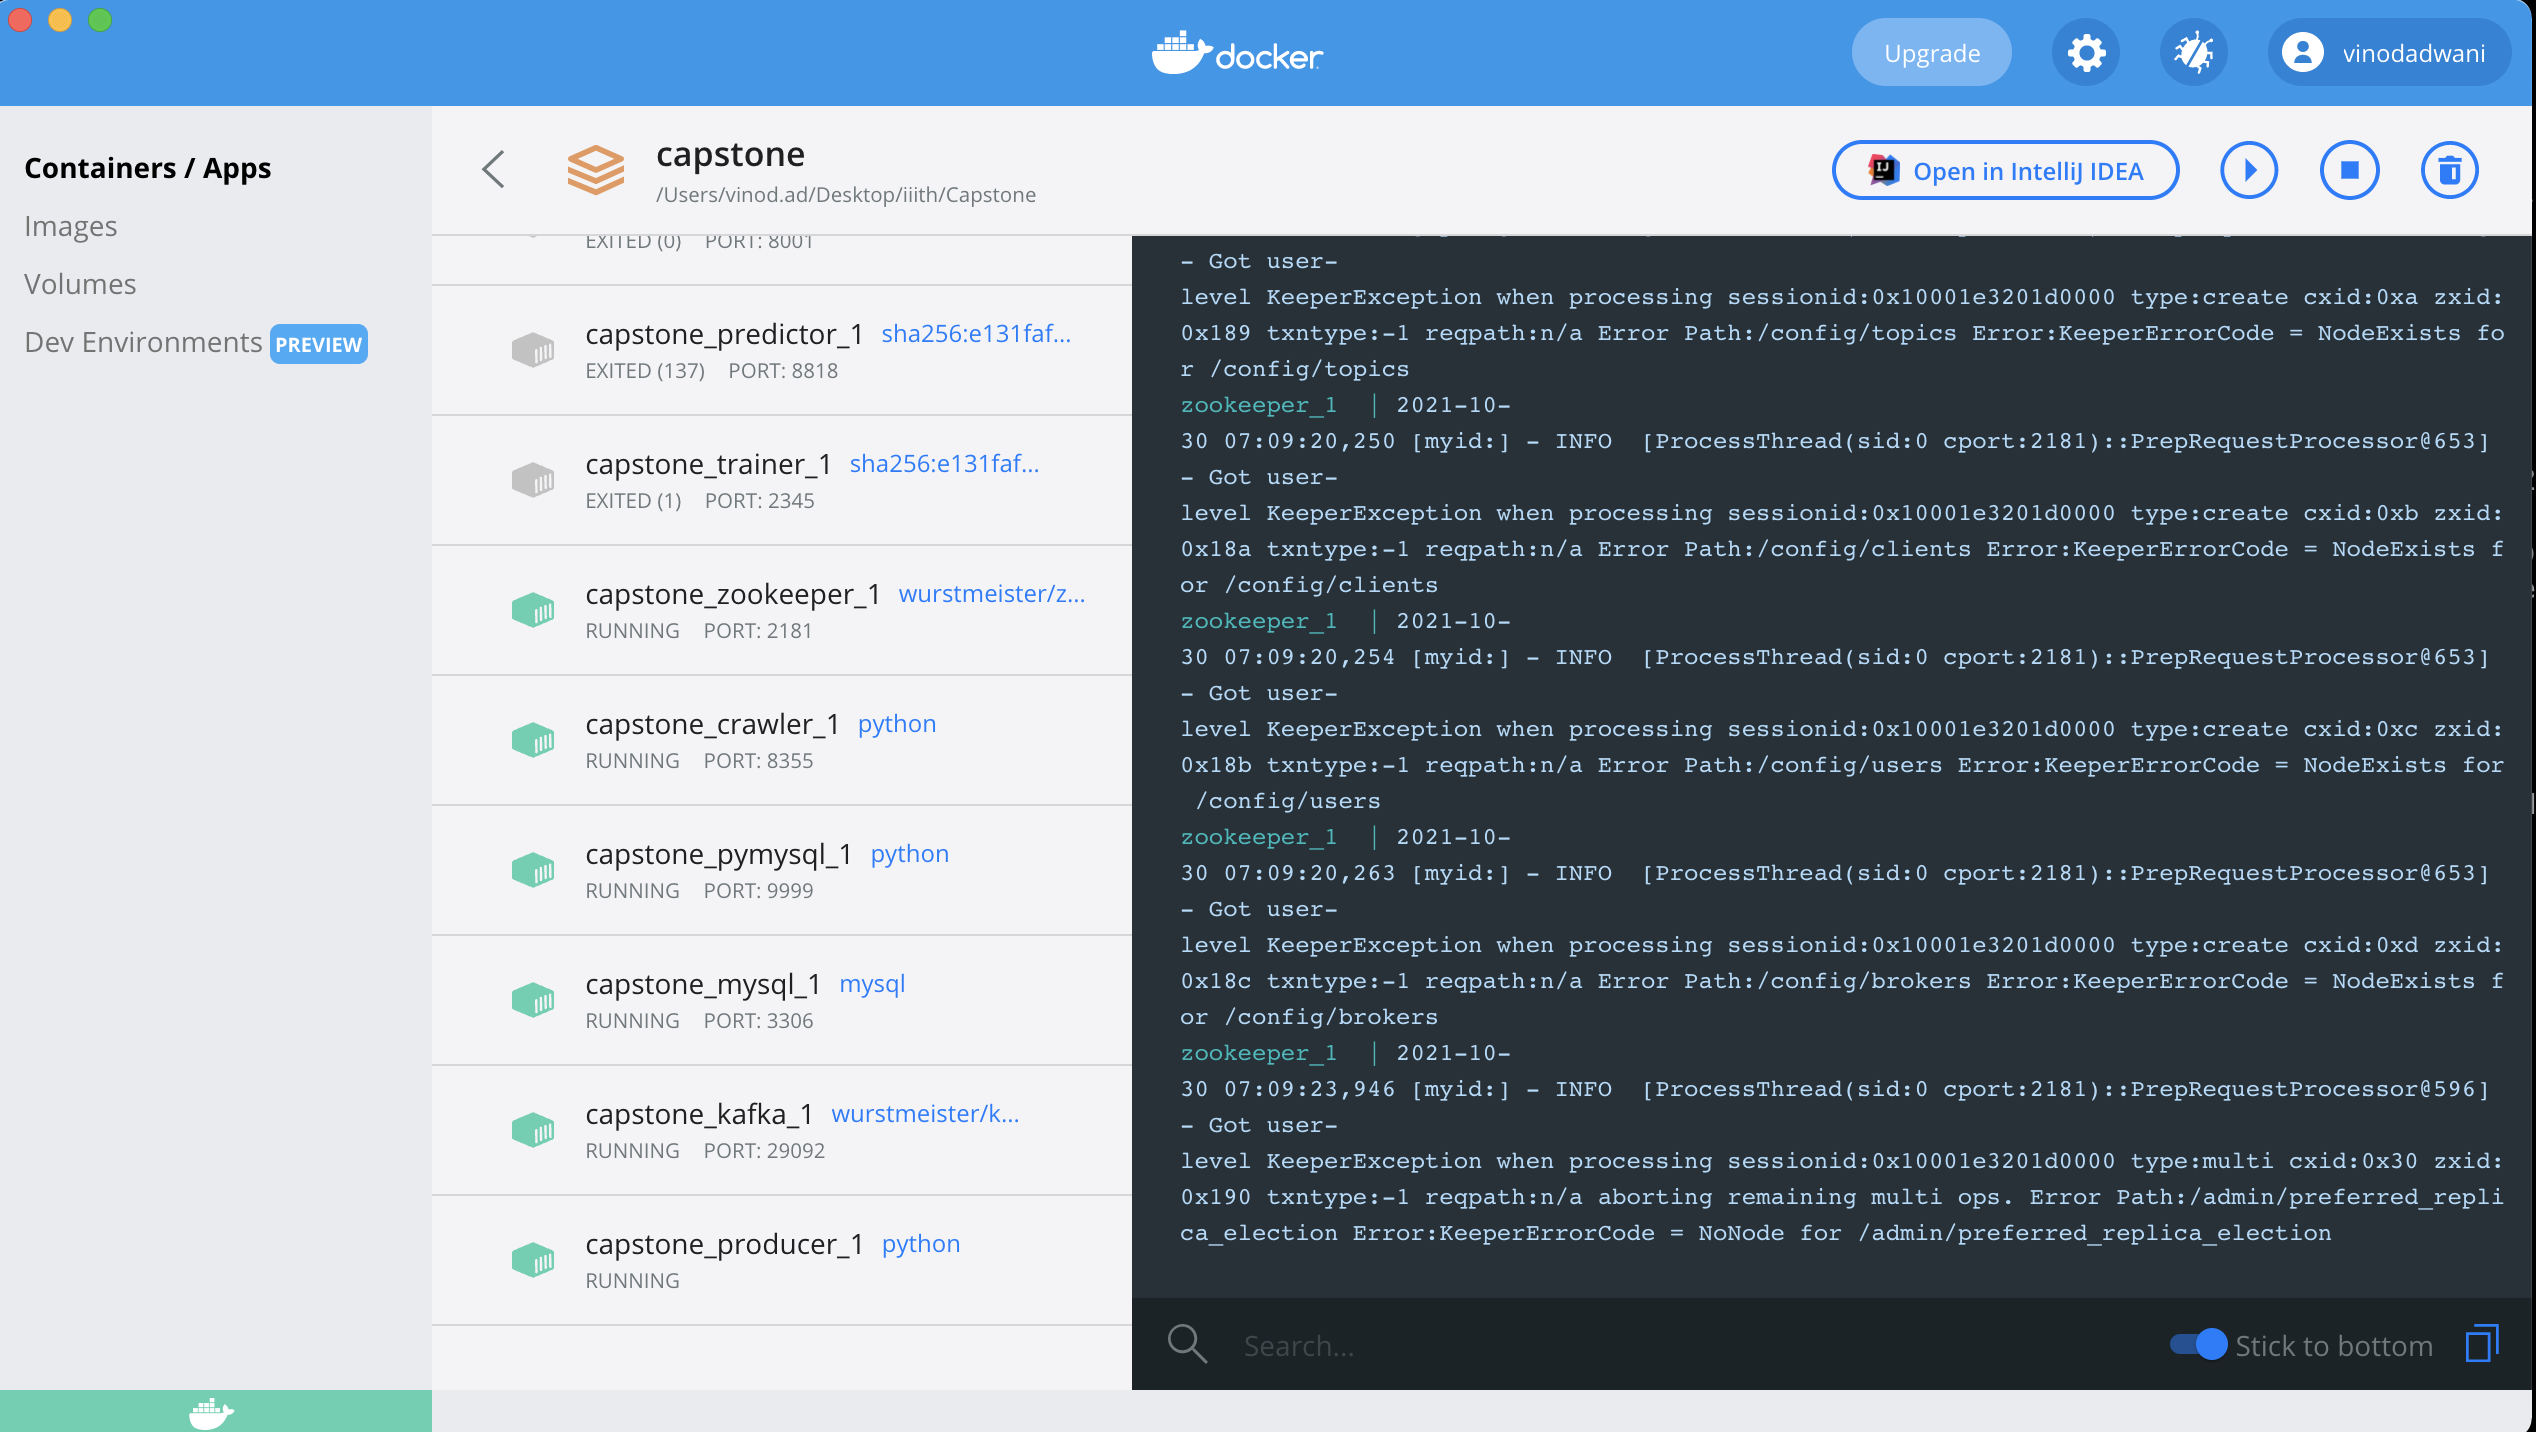 docker
Upgrade
vinodadwani
Containers / Apps
Images
Volumes
Dev Environments PREVIEW
capstone
/Users/vinod.ad/Desktop/iiith/Capstone
Open in IntelliJ IDEA
EXITED (0) PORT: 8001
capstone_predictor_1 sha256:e131faf...
EXITED (137) PORT: 8818
capstone_trainer_1 sha256:e131faf...
EXITED (1) PORT: 2345
capstone_zookeeper_1 wurstmeister/z...
RUNNING PORT: 2181
capstone_crawler_1 python
RUNNING PORT: 8355
capstone_pymysql_1 python
RUNNING PORT: 9999
capstone_mysql_1 mysql
RUNNING PORT: 3306
capstone_kafka_1 wurstmeister/k...
RUNNING PORT: 29092
capstone_producer_1 python
RUNNING
- Got user-
level KeeperException when processing sessionid:0x10001e3201d0000 type:create cxid:0xa zxid:
0x189 txntype:-1 reqpath:n/a Error Path:/config/topics Error:KeeperErrorCode = NodeExists fo
r /config/topics
zookeeper_1 | 2021-10-
30 07:09:20,250 [myid:] - INFO [ProcessThread(sid:0 cport:2181)::PrepRequestProcessor@653]
- Got user-
level KeeperException when processing sessionid:0x10001e3201d0000 type:create cxid:0xb zxid:
0x18a txntype:-1 reqpath:n/a Error Path:/config/clients Error:KeeperErrorCode = NodeExists f
or /config/clients
zookeeper_1 | 2021-10-
30 07:09:20,254 [myid:] - INFO [ProcessThread(sid:0 cport:2181)::PrepRequestProcessor@653]
- Got user-
level KeeperException when processing sessionid:0x10001e3201d0000 type:create cxid:0xc zxid:
0x18b txntype:-1 reqpath:n/a Error Path:/config/users Error:KeeperErrorCode = NodeExists for
/config/users
zookeeper_1 | 2021-10-
30 07:09:20,263 [myid:] - INFO [ProcessThread(sid:0 cport:2181)::PrepRequestProcessor@653]
- Got user-
level KeeperException when processing sessionid:0x10001e3201d0000 type:create cxid:0xd zxid:
0x18c txntype:-1 reqpath:n/a Error Path:/config/brokers Error:KeeperErrorCode = NodeExists f
or /config/brokers
zookeeper_1 | 2021-10-
30 07:09:23,946 [myid:] - INFO [ProcessThread(sid:0 cport:2181)::PrepRequestProcessor@596]
- Got user-
level KeeperException when processing sessionid:0x10001e3201d0000 type:multi cxid:0x30 zxid:
0x190 txntype:-1 reqpath:n/a aborting remaining multi ops. Error Path:/admin/preferred_repli
ca_election Error:KeeperErrorCode = NoNode for /admin/preferred_replica_election
Search...
Stick to bottom